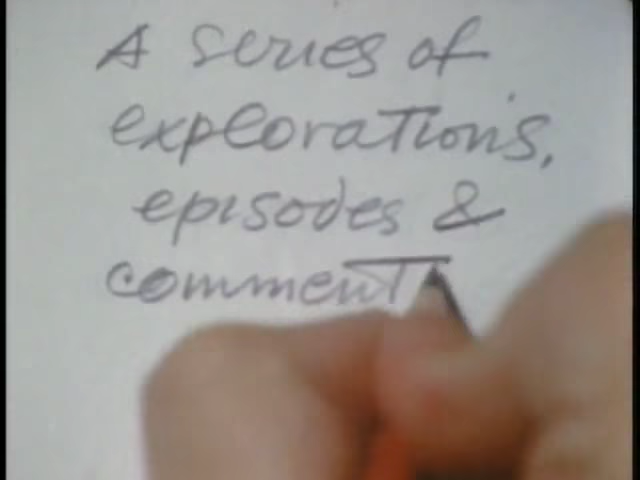 A series of
explorations,
episodes &
comment